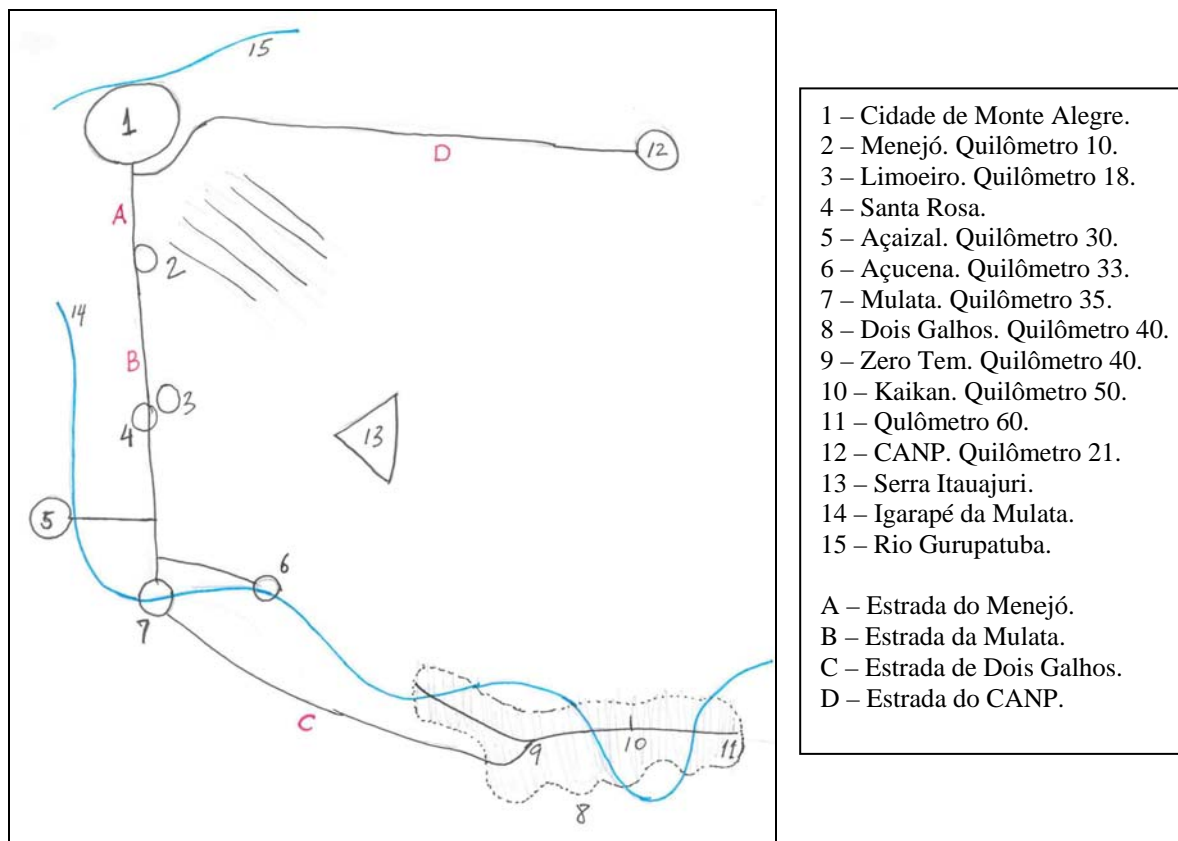 15
1
D
12
A
2
14
B
3
4
13
5
6
7
C
9
10
11
8
1 – Cidade de Monte Alegre.
2 – Menejó. Quilômetro 10.
3 – Limoeiro. Quilômetro 18.
4 – Santa Rosa.
5 – Açaizal. Quilômetro 30.
6 – Açucena. Quilômetro 33.
7 – Mulata. Quilômetro 35.
8 – Dois Galhos. Quilômetro 40.
9 – Zero Tem. Quilômetro 40.
10 – Kaikan. Quilômetro 50.
11 – Qulômetro 60.
12 – CANP. Quilômetro 21.
13 – Serra Itauajuri.
14 – Igarapé da Mulata.
15 – Rio Gurupatuba.
A – Estrada do Menejó.
B – Estrada da Mulata.
C – Estrada de Dois Galhos.
D – Estrada do CANP.